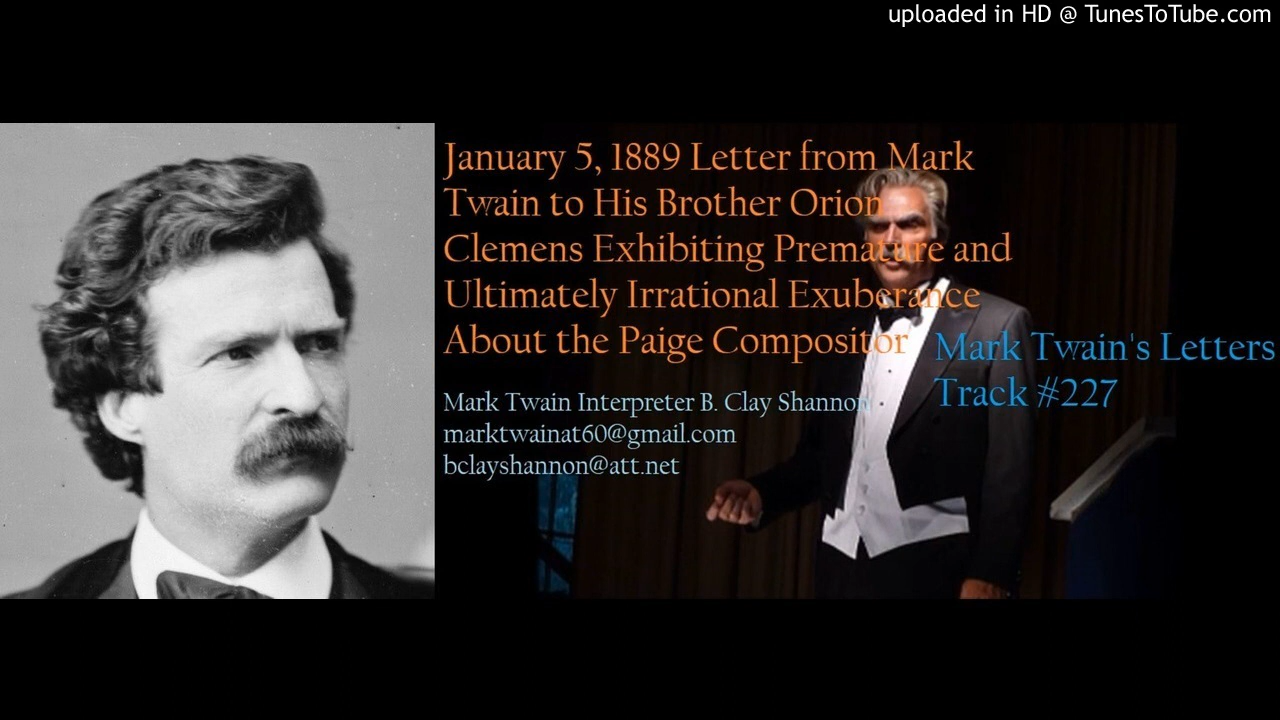 uploaded in HD @ TunesToTube.com
January 5, 1889 Letter from Mark
Twain to His Brother Orion
Clemens Exhibiting Premature and
Ultimately Irrational Exuberance
About the Paige Compositor
Mark Twain's Letters
Track #227
Mark Twain Interpreter B. Clay Shannon
marktwainat60@gmail.com
bclayshannon@att.net